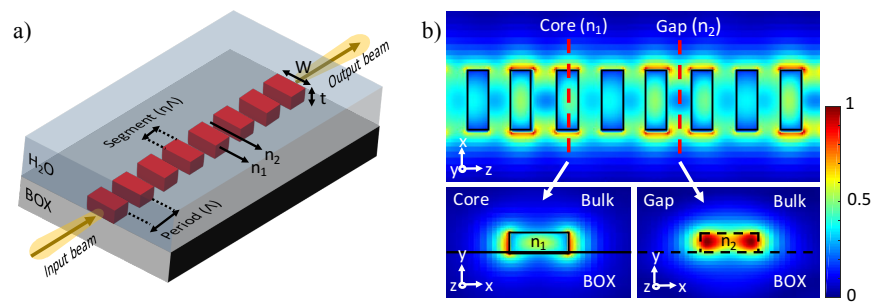 a)
Output beam
W
t
Segment (ηΛ)
n₂
n₁
H₂O
BOX
Period (Λ)
Input beam
b)
Core (n₁)
Gap (n₂)
x
y
z
1
0.5
0
Core
Bulk
n₁
y
z
x
BOX
Gap
Bulk
n₂
y
z
x
BOX